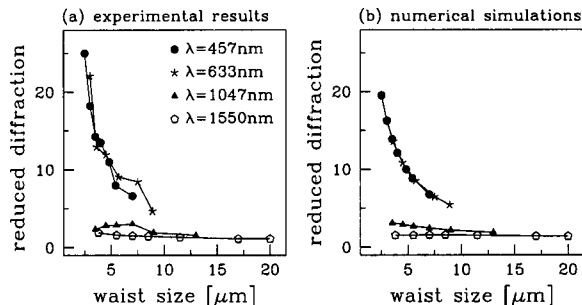 (a) experimental results
(b) numerical simulations
reduced diffraction
20
10
0
λ=457nm
λ=633nm
λ=1047nm
λ=1550nm
5
10
15
20
waist size [μm]
reduced diffraction
20
10
0
5
10
15
20
waist size [μm]